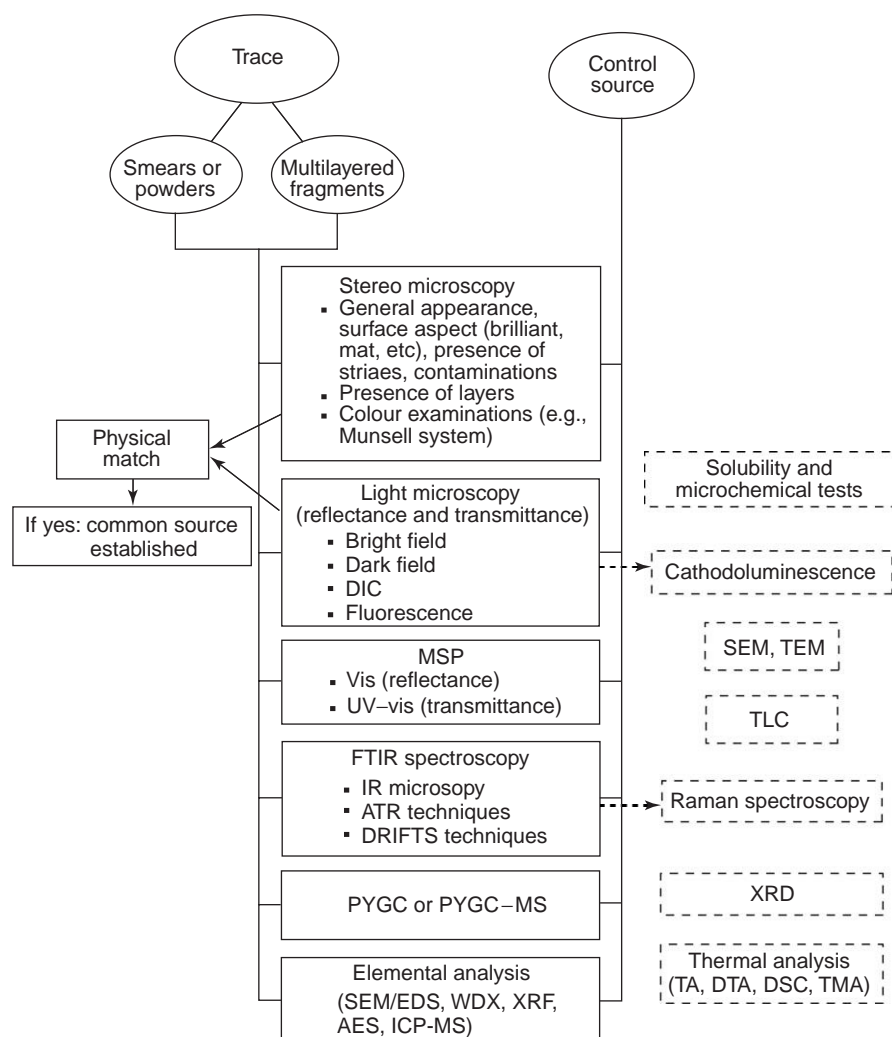 Trace
Control
source
Smears or
powders
Multilayered
fragments
Stereo microscopy
▪ General appearance,
surface aspect (brilliant,
mat, etc), presence of
striaes, contaminations
▪ Presence of layers
▪ Colour examinations (e.g.,
Munsell system)
Physical
match
If yes: common source
established
Light microscopy
(reflectance and transmittance)
▪ Bright field
▪ Dark field
▪ DIC
▪ Fluorescence
MSP
▪ Vis (reflectance)
▪ UV–vis (transmittance)
FTIR spectroscopy
▪ IR microsopy
▪ ATR techniques
▪ DRIFTS techniques
PYGC or PYGC–MS
Elemental analysis
(SEM/EDS, WDX, XRF,
AES, ICP-MS)
Solubility and
microchemical tests
Cathodoluminescence
SEM, TEM
TLC
Raman spectroscopy
XRD
Thermal analysis
(TA, DTA, DSC, TMA)